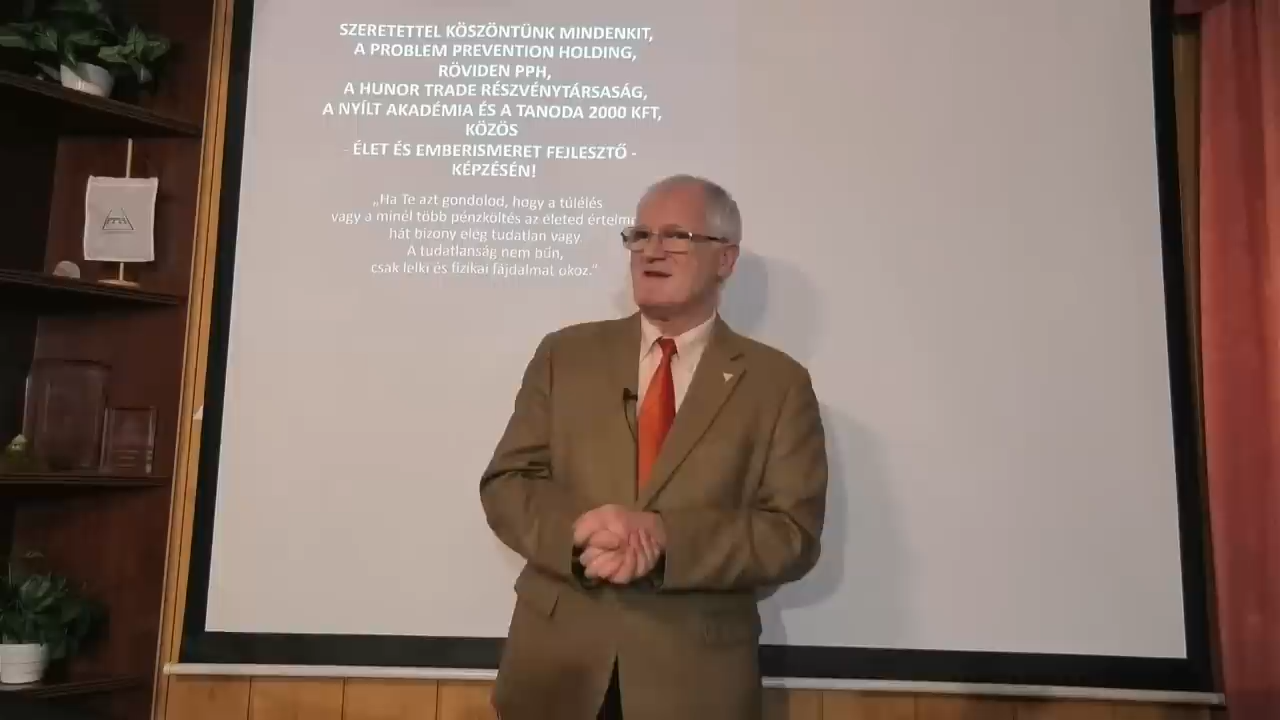 SZERETETTEL KÖSZÖNTÜNK MINDENKIT,
A PROBLEM PREVENTION HOLDING,
RÖVIDEN PPH,
A HUNOR TRADE RÉSZVÉNYTÁRSASÁG,
A NYÍLT AKADÉMIA ÉS A TANODA 2000 KFT,
KÖZÖS
- ÉLET ÉS EMBERISMERET FEJLESZTŐ -
KÉPZÉSÉN!
„Ha Te azt gondolod, hogy a túlélés
vagy a minél több pénzköltés az életed értelme
hát bizony elég tudatlan vagy.
A tudatlanság nem bűn,
csak lelki és fizikai fájdalmat okoz.”